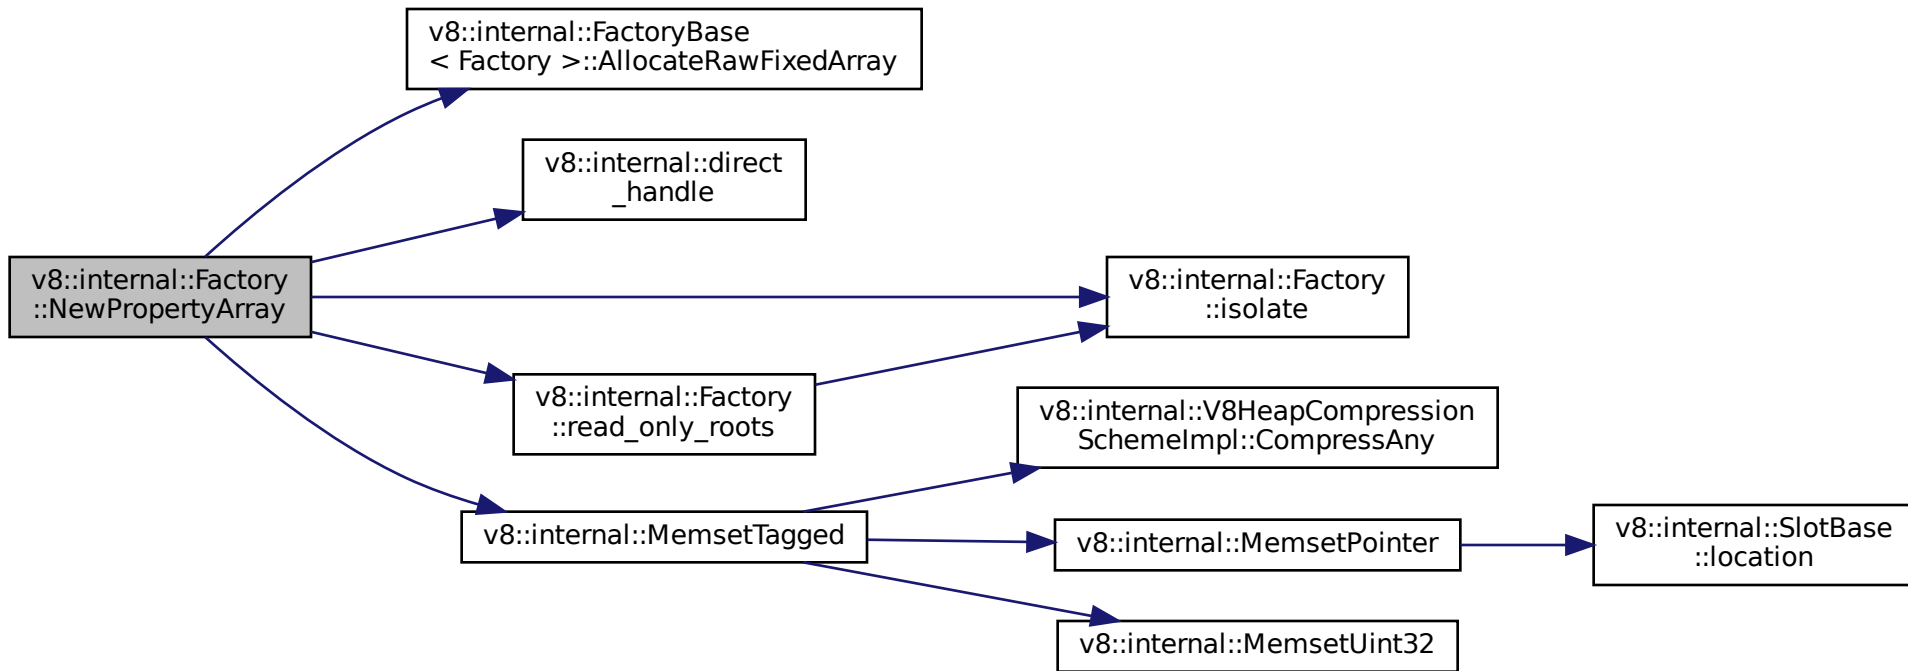 v8::internal::FactoryBase
< Factory >::AllocateRawFixedArray
v8::internal::direct
_handle
v8::internal::Factory
::isolate
v8::internal::Factory
::NewPropertyArray
v8::internal::Factory
::read_only_roots
v8::internal::V8HeapCompression
SchemeImpl::CompressAny
v8::internal::MemsetTagged
v8::internal::MemsetPointer
v8::internal::SlotBase
::location
v8::internal::MemsetUint32